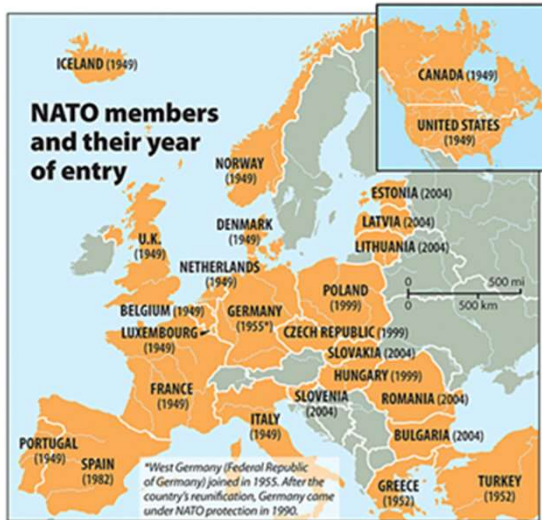 ICELAND (1949)
NATO members
and their year
of entry
CANADA (1949)
UNITED STATES
(1949)
NORWAY
(1949)
ESTONIA (2004)
LATVIA (2004)
LITHUANIA (2004)
DENMARK
(1949)
U.K.
(1949)
NETHERLANDS
(1949)
0 500 mi
0 500 km
POLAND
(1999)
BELGIUM (1949)
GERMANY
(1955*)
LUXEMBOURG
(1949)
CZECH REPUBLIC (1999)
SLOVAKIA (2004)
HUNGARY (1999)
FRANCE
(1949)
SLOVENIA
(2004)
ROMANIA (2004)
ITALY
(1949)
BULGARIA (2004)
PORTUGAL
(1949)
SPAIN
(1982)
*West Germany (Federal Republic
of Germany) joined in 1955. After the
country's reunification, Germany came
under NATO protection in 1990.
GREECE
(1952)
TURKEY
(1952)